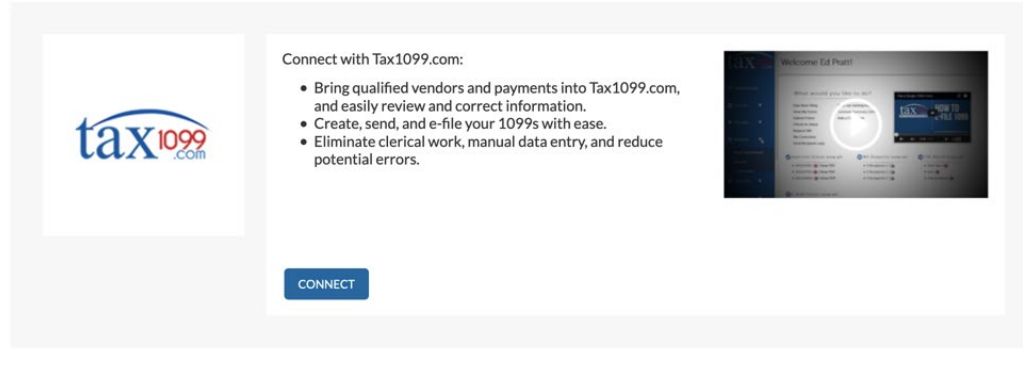 tax1099
.com
Connect with Tax1099.com:
• Bring qualified vendors and payments into Tax1099.com,
and easily review and correct information.
• Create, send, and e-file your 1099s with ease.
• Eliminate clerical work, manual data entry, and reduce
potential errors.
CONNECT
Welcome Ed Pratt!
What would you like to do?
tax
HOW TO
E-FILE 1099